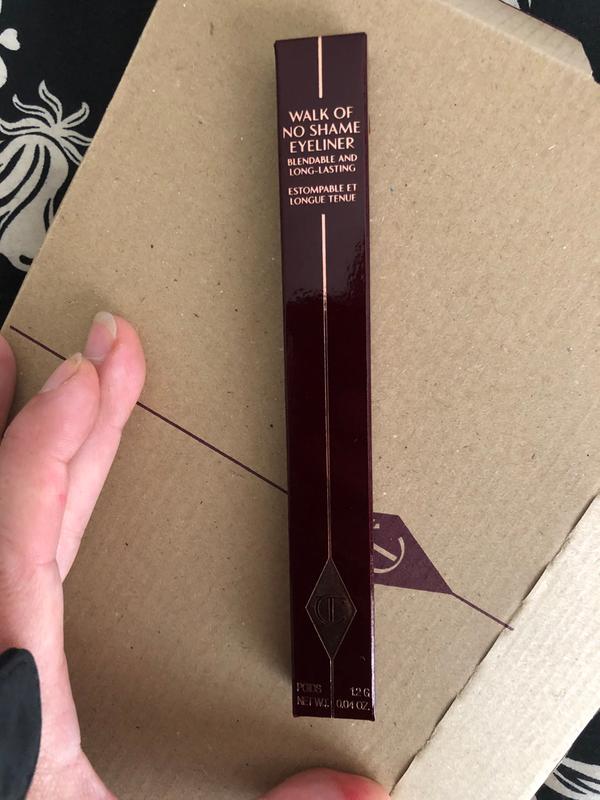 WALK OF
NO SHAME
EYELINER
BLENDABLE AND
LONG-LASTING
ESTOMPABLE ET
LONGUE TENUE
POIDS 1.2 G
NET WT. 0.04 OZ.